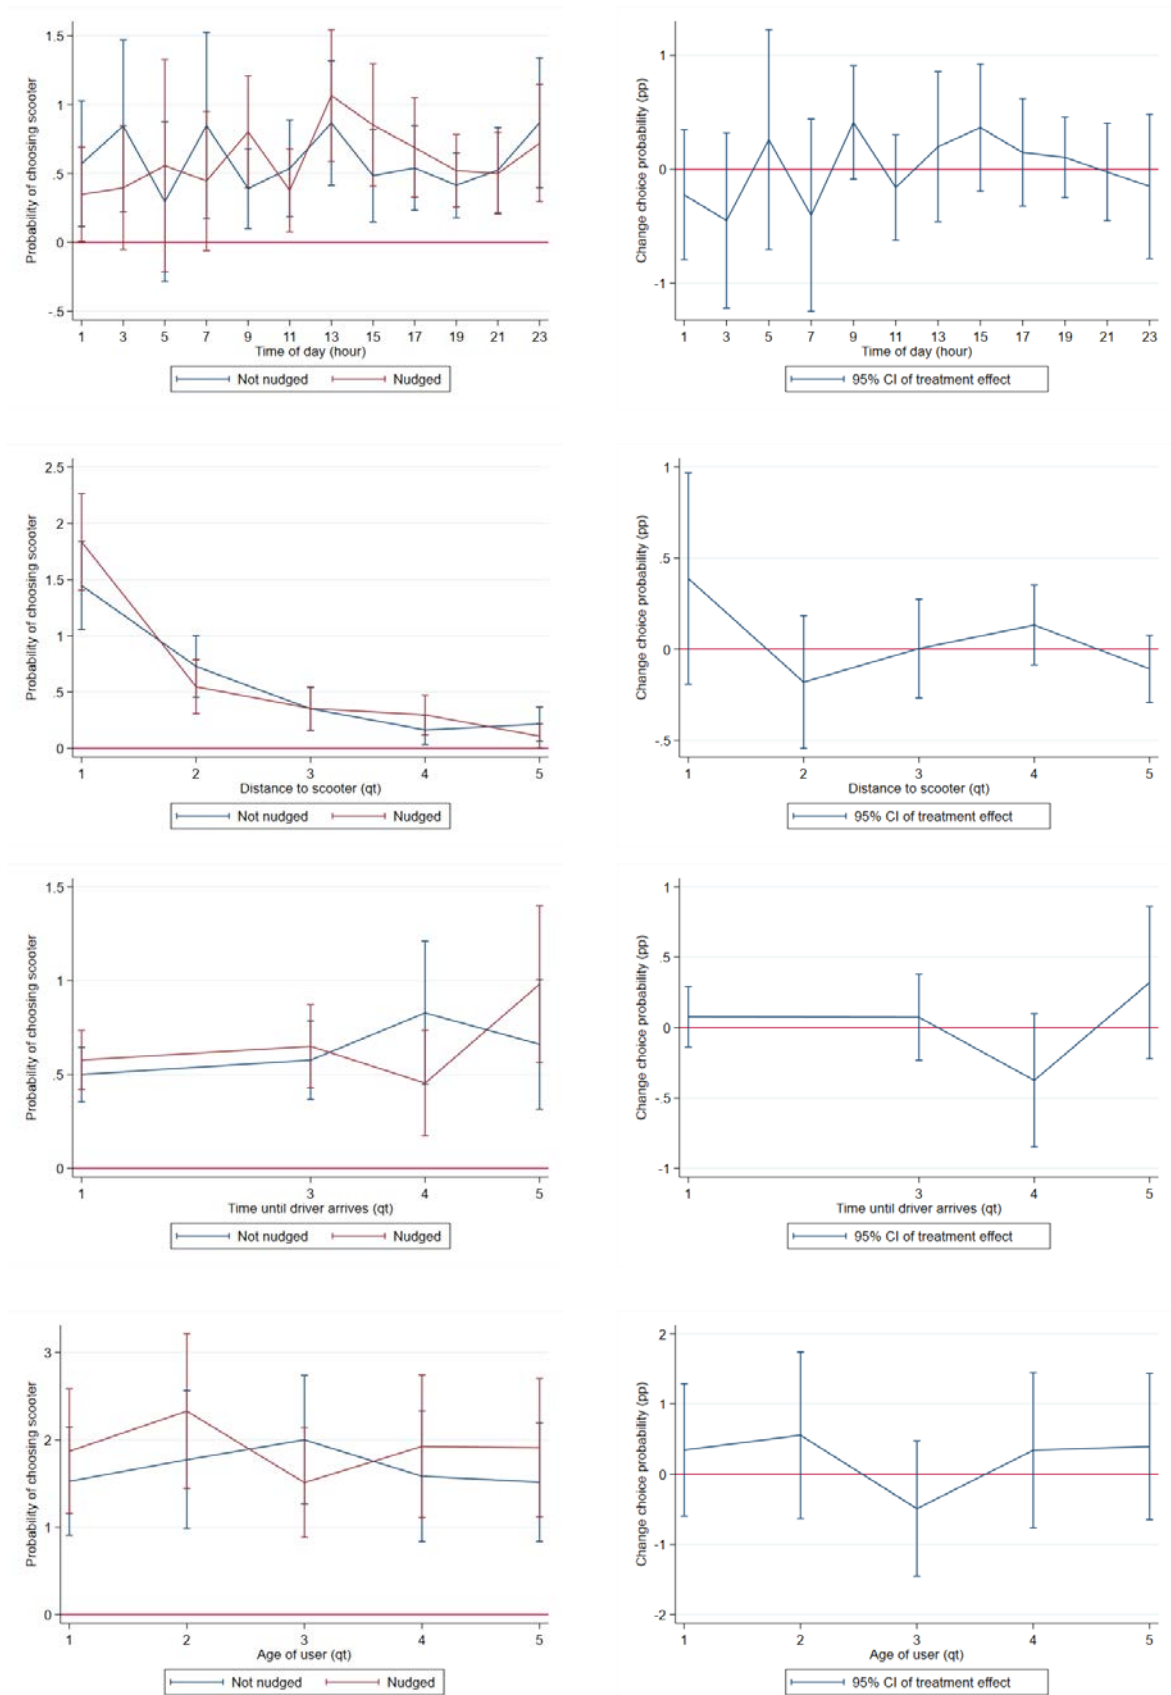 Probability of choosing scooter
1.5
1
.5
0
-.5
1 3 5 7 9 11 13 15 17 19 21 23
Time of day (hour)
Not nudged Nudged
Change choice probability (pp)
1
0
-1
1 3 5 7 9 11 13 15 17 19 21 23
Time of day (hour)
95% CI of treatment effect
Probability of choosing scooter
2.5
2
1.5
1
.5
0
1 2 3 4 5
Distance to scooter (qt)
Not nudged Nudged
Change choice probability (pp)
1
.5
0
-.5
1 2 3 4 5
Distance to scooter (qt)
95% CI of treatment effect
Probability of choosing scooter
1.5
1
.5
0
1 3 4 5
Time until driver arrives (qt)
Not nudged Nudged
Change choice probability (pp)
1
.5
0
-.5
-1
1 3 4 5
Time until driver arrives (qt)
95% CI of treatment effect
Probability of choosing scooter
3
2
1
0
1 2 3 4 5
Age of user (qt)
Not nudged Nudged
Change choice probability (pp)
2
1
0
-1
-2
1 2 3 4 5
Age of user (qt)
95% CI of treatment effect